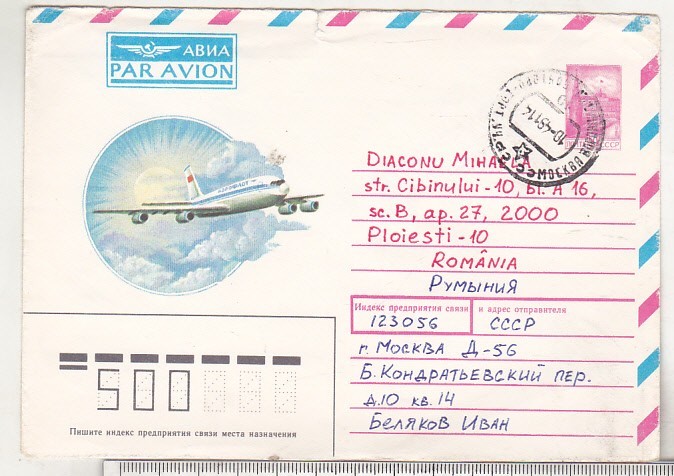 АВИА
PAR AVION
АЭРОФЛОТ
МОСКВА
СССР
DIACONU MIHAELA
str. Cibinului-10, bl. A 16,
sc. B, ap. 27, 2000
Ploiesti-10
ROMÂNIA
РУМЫНИЯ
Индекс предприятия связи и адрес отправителя
123056 СССР
г. МОСКВА Д-56
Б. КОНДРАТЬЕВСКИЙ пер.
д.10 кв.14
БЕЛЯКОВ ИВАН
500
Пишите индекс предприятия связи места назначения